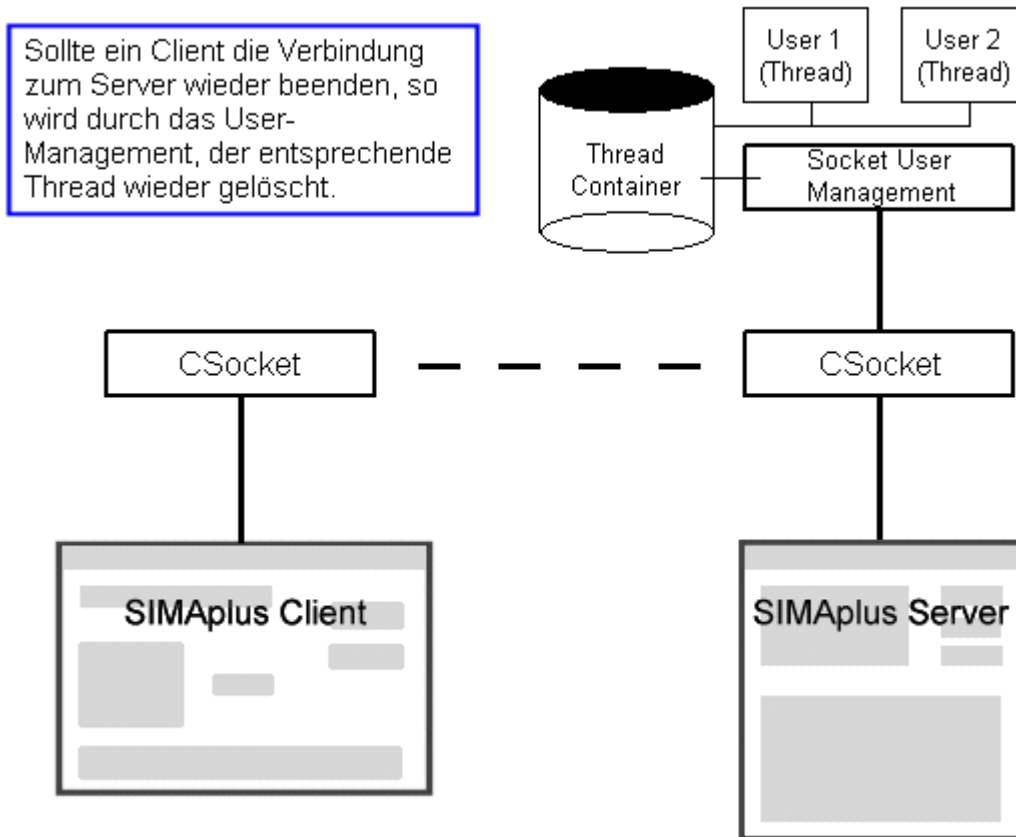 Sollte ein Client die Verbindung
zum Server wieder beenden, so
wird durch das User-
Management, der entsprechende
Thread wieder gelöscht.
User 1
(Thread)
User 2
(Thread)
Thread
Container
Socket User
Management
CSocket
CSocket
SIMAplus Client
SIMAplus Server